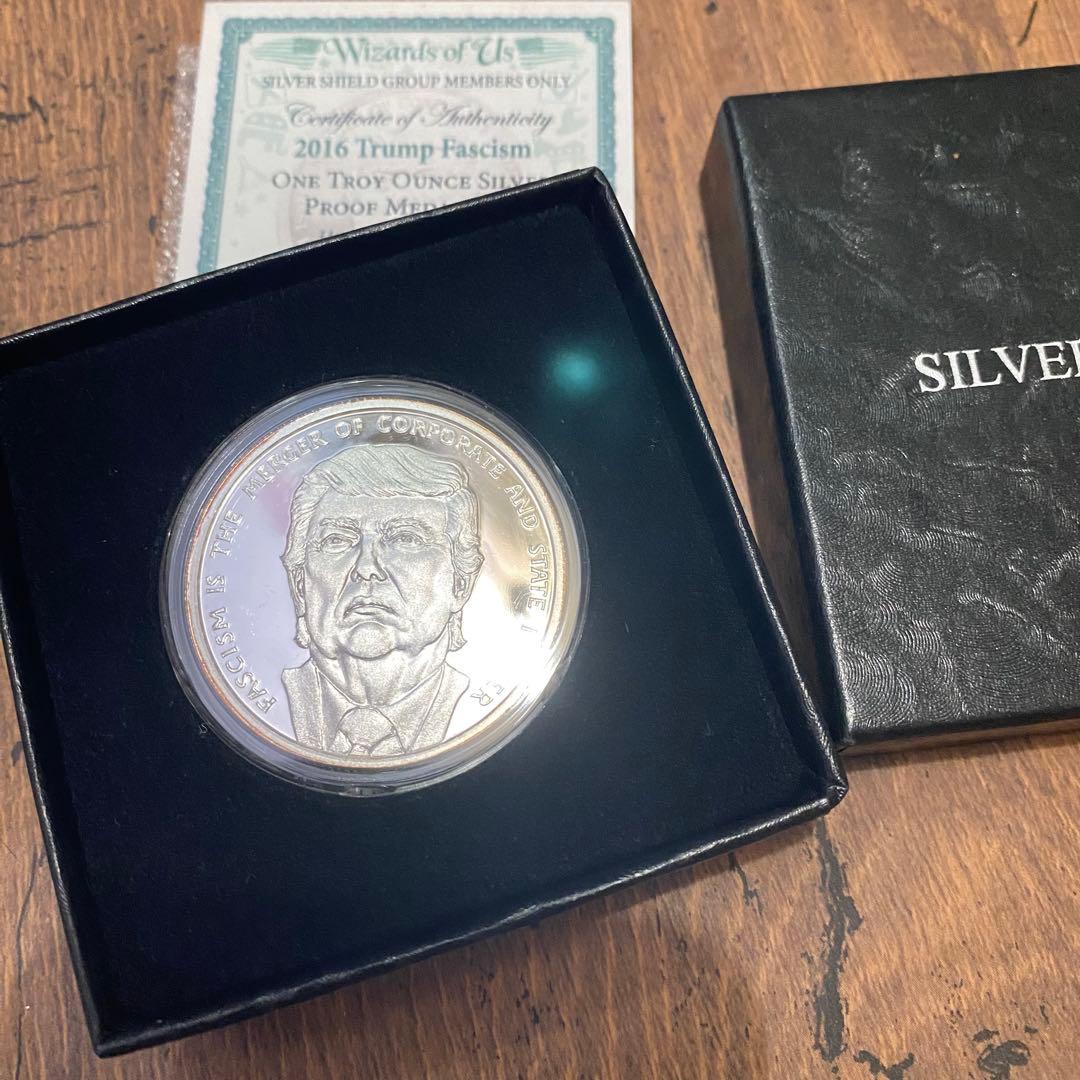 Wizards of Us
SILVER SHIELD GROUP MEMBERS ONLY
Certificate of Authenticity
2016 Trump Fascism
ONE TROY OUNCE SILVE
PROOF MEDA
SILVE
FASCISM IS THE MERGER OF CORPORATE AND STATE